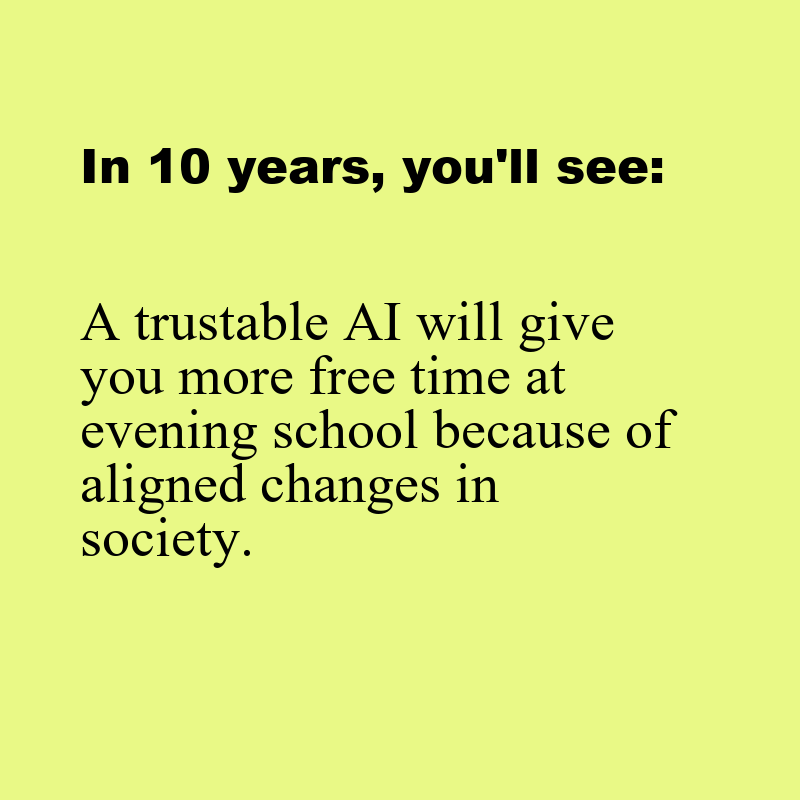 In 10 years, you'll see:
A trustable AI will give
you more free time at
evening school because of
aligned changes in
society.